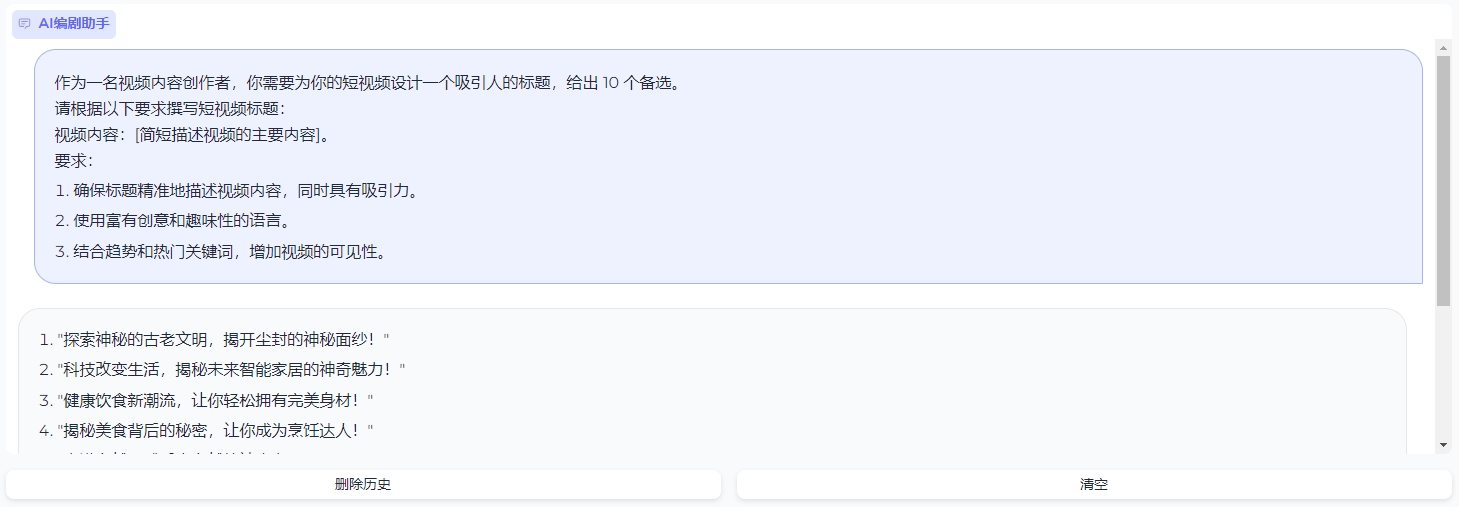 AI编剧助手
作为一名视频内容创作者，你需要为你的短视频设计一个吸引人的标题，给出 10 个备选。
请根据以下要求撰写短视频标题：
视频内容：[简短描述视频的主要内容]。
要求：
1. 确保标题精准地描述视频内容，同时具有吸引力。
2. 使用富有创意和趣味性的语言。
3. 结合趋势和热门关键词，增加视频的可见性。
1. "探索神秘的古老文明，揭开尘封的神秘面纱！"
2. "科技改变生活，揭秘未来智能家居的神奇魅力！"
3. "健康饮食新潮流，让你轻松拥有完美身材！"
4. "揭秘美食背后的秘密，让你成为烹饪达人！"
删除历史
清空